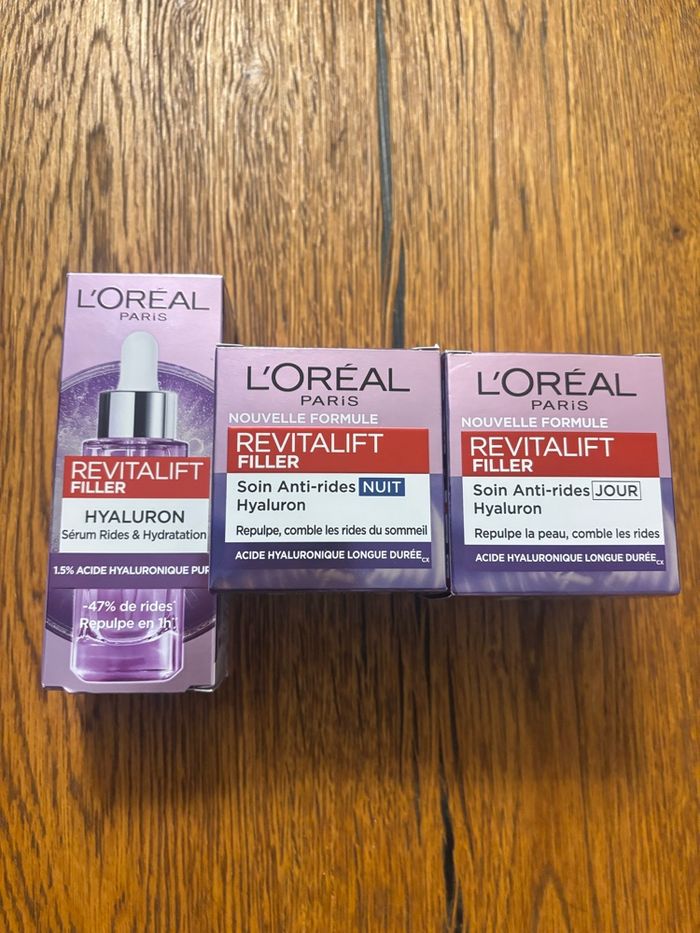 L'ORÉAL
PARIS
REVITALIFT
FILLER
HYALURON
Sérum Rides & Hydratation
1.5% ACIDE HYALURONIQUE PUR
-47% de rides*
Repulpe en 1h*
L'ORÉAL
PARIS
NOUVELLE FORMULE
REVITALIFT
FILLER
Soin Anti-rides NUIT
Hyaluron
Repulpe, comble les rides du sommeil
ACIDE HYALURONIQUE LONGUE DURÉE CX
L'ORÉAL
PARIS
NOUVELLE FORMULE
REVITALIFT
FILLER
Soin Anti-rides JOUR
Hyaluron
Repulpe la peau, comble les rides
ACIDE HYALURONIQUE LONGUE DURÉE CX